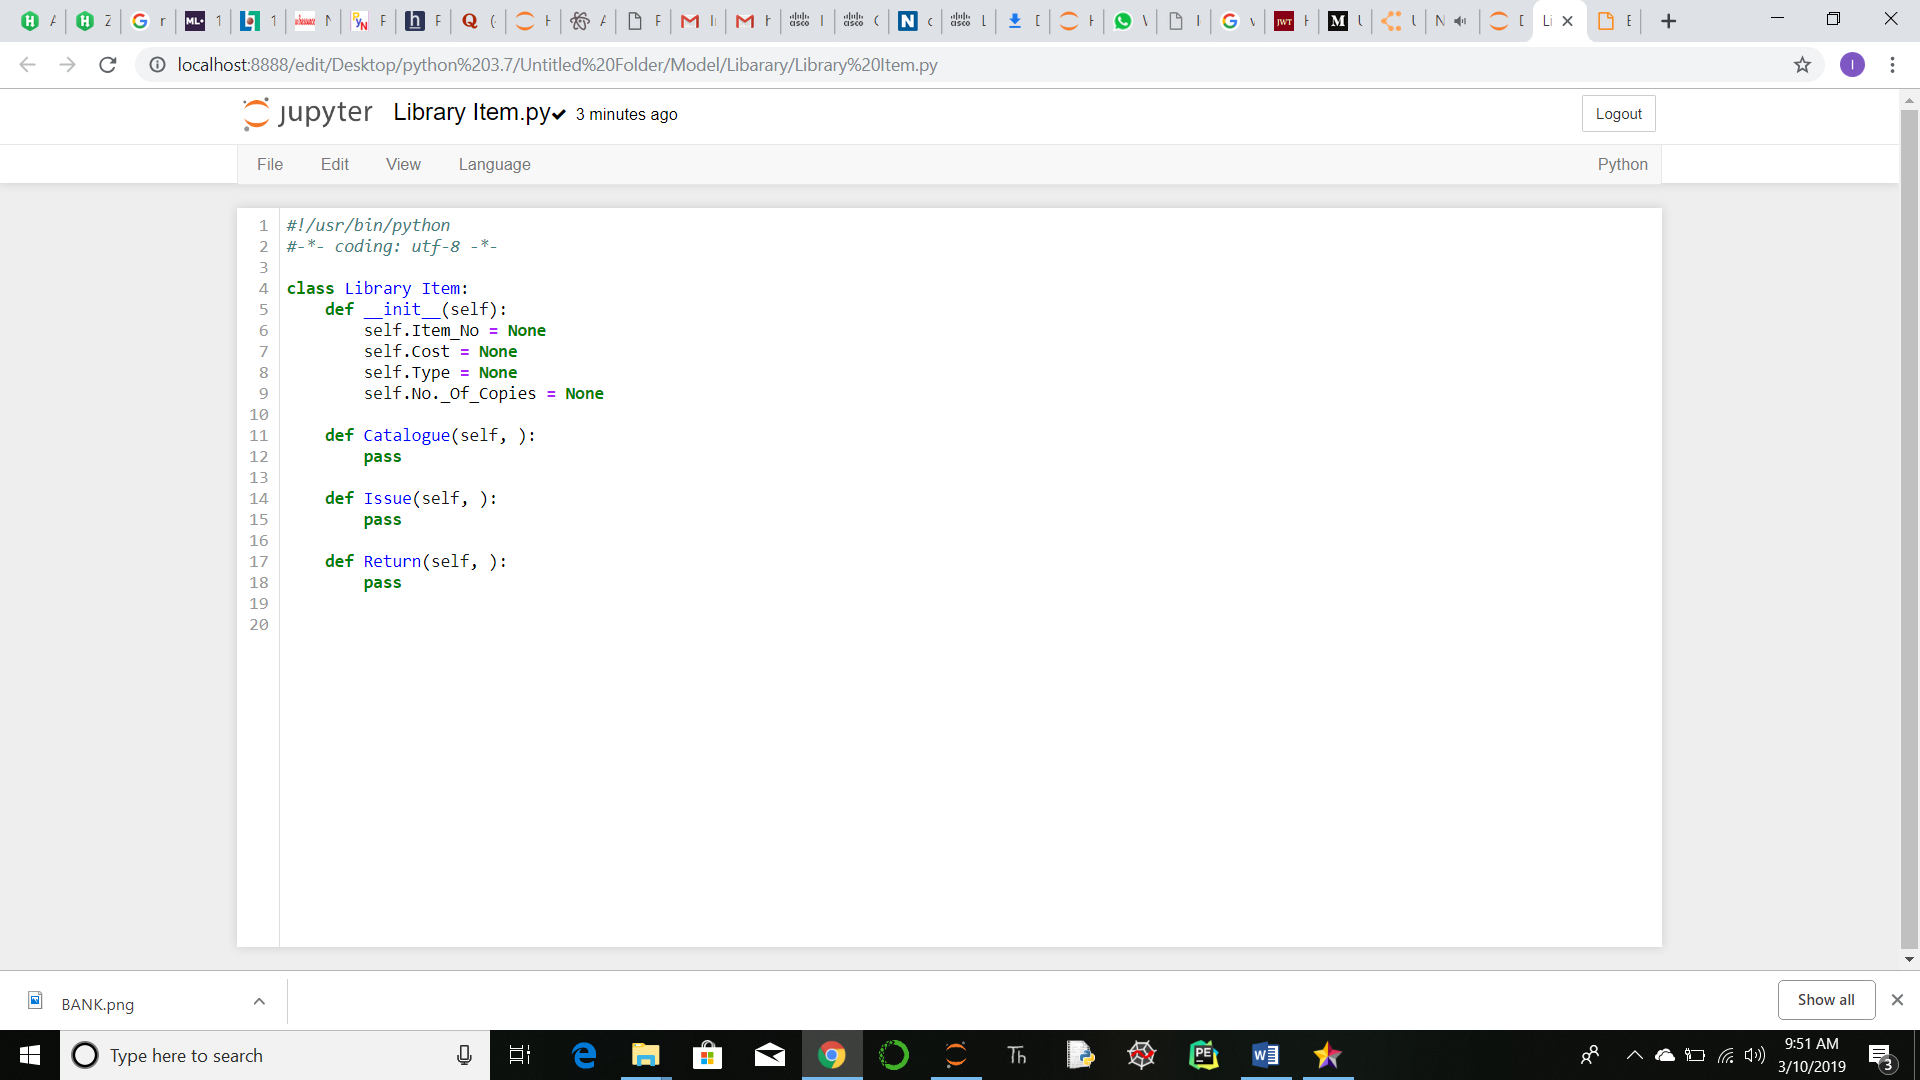 localhost:8888/edit/Desktop/python%203.7/Untitled%20Folder/Model/Libarary/Library%20Item.py
jupyter Library Item.py✔ 3 minutes ago
Logout
File Edit View Language Python
1 #!/usr/bin/python
2 #-*- coding: utf-8 -*-
3
4 class Library Item:
5     def __init__(self):
6         self.Item_No = None
7         self.Cost = None
8         self.Type = None
9         self.No._Of_Copies = None
10
11     def Catalogue(self, ):
12         pass
13
14     def Issue(self, ):
15         pass
16
17     def Return(self, ):
18         pass
19
20
BANK.png
Show all
Type here to search
9:51 AM
3/10/2019
3